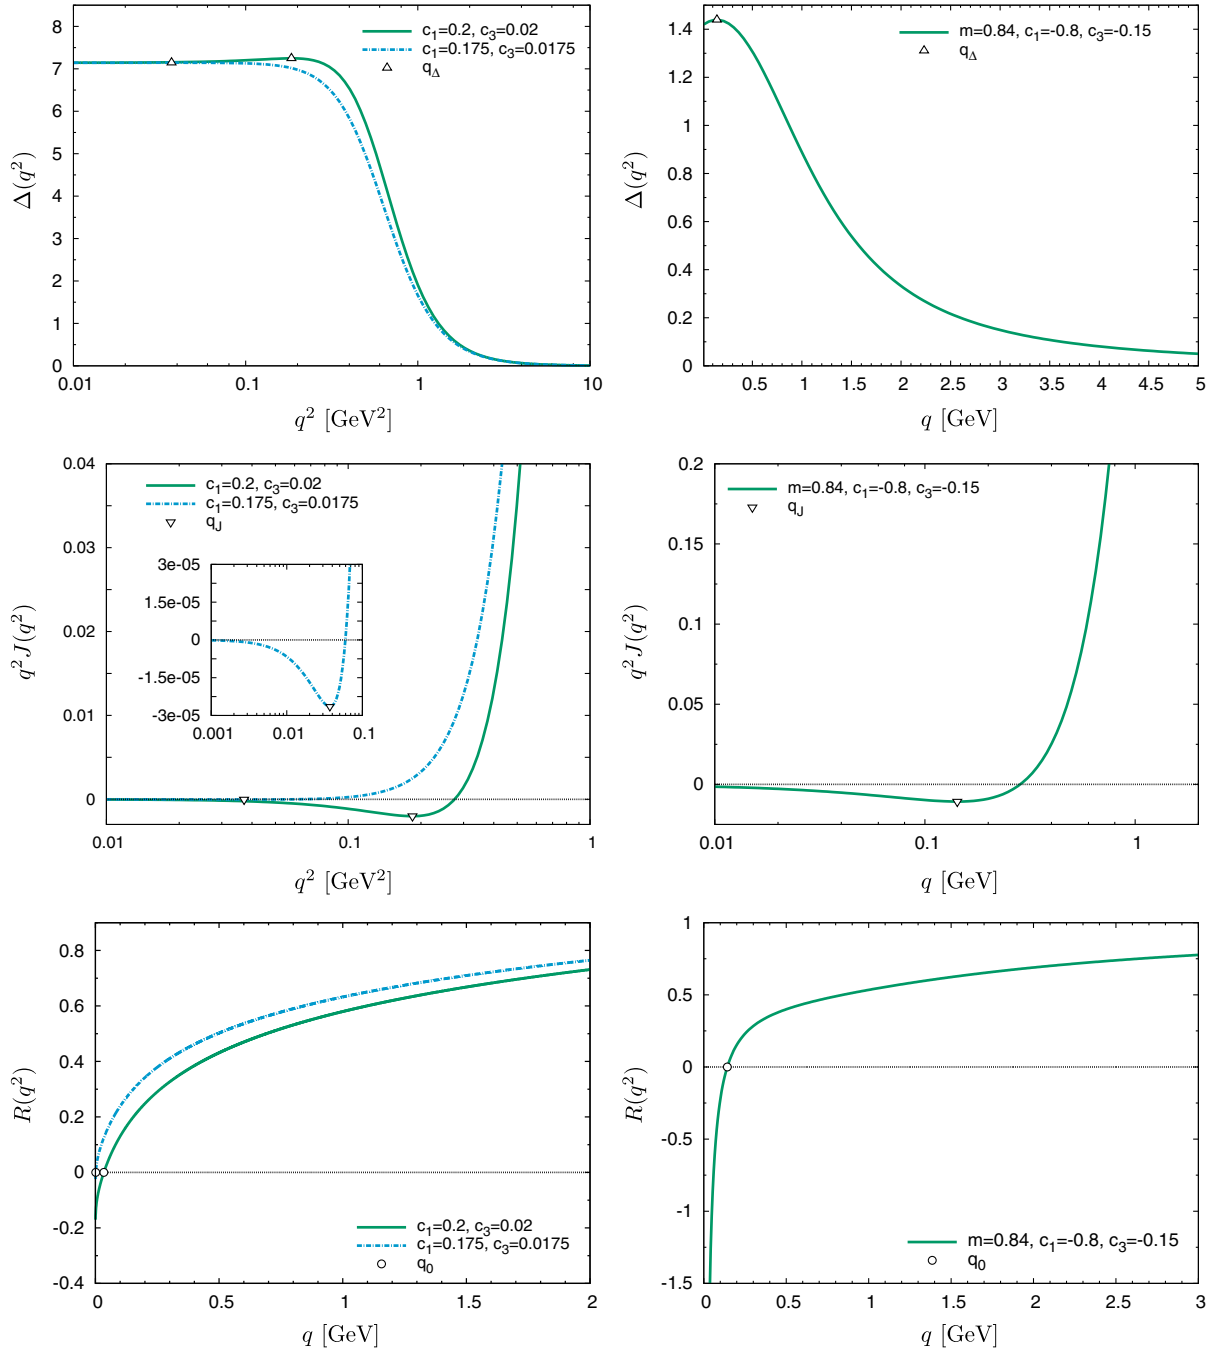 c1=0.2, c3=0.02
c1=0.175, c3=0.0175
qΔ
8
7
6
5
4
3
2
1
0
0.01
0.1
1
10
Δ(q²)
q² [GeV²]
m=0.84, c1=-0.8, c3=-0.15
qΔ
1.4
1.2
1
0.8
0.6
0.4
0.2
0
0.5
1
1.5
2
2.5
3
3.5
4
4.5
5
Δ(q²)
q [GeV]
c1=0.2, c3=0.02
c1=0.175, c3=0.0175
qJ
0.04
0.03
0.02
0.01
0
3e-05
1.5e-05
0
-1.5e-05
-3e-05
0.001
0.01
0.1
0.01
0.1
1
q²J(q²)
q² [GeV²]
m=0.84, c1=-0.8, c3=-0.15
qJ
0.2
0.15
0.1
0.05
0
0.01
0.1
1
q²J(q²)
q [GeV]
0.8
0.6
0.4
0.2
0
-0.2
-0.4
c1=0.2, c3=0.02
c1=0.175, c3=0.0175
q0
0
0.5
1
1.5
2
R(q²)
q [GeV]
1
0.5
0
-0.5
-1
-1.5
m=0.84, c1=-0.8, c3=-0.15
q0
0
0.5
1
1.5
2
2.5
3
R(q²)
q [GeV]